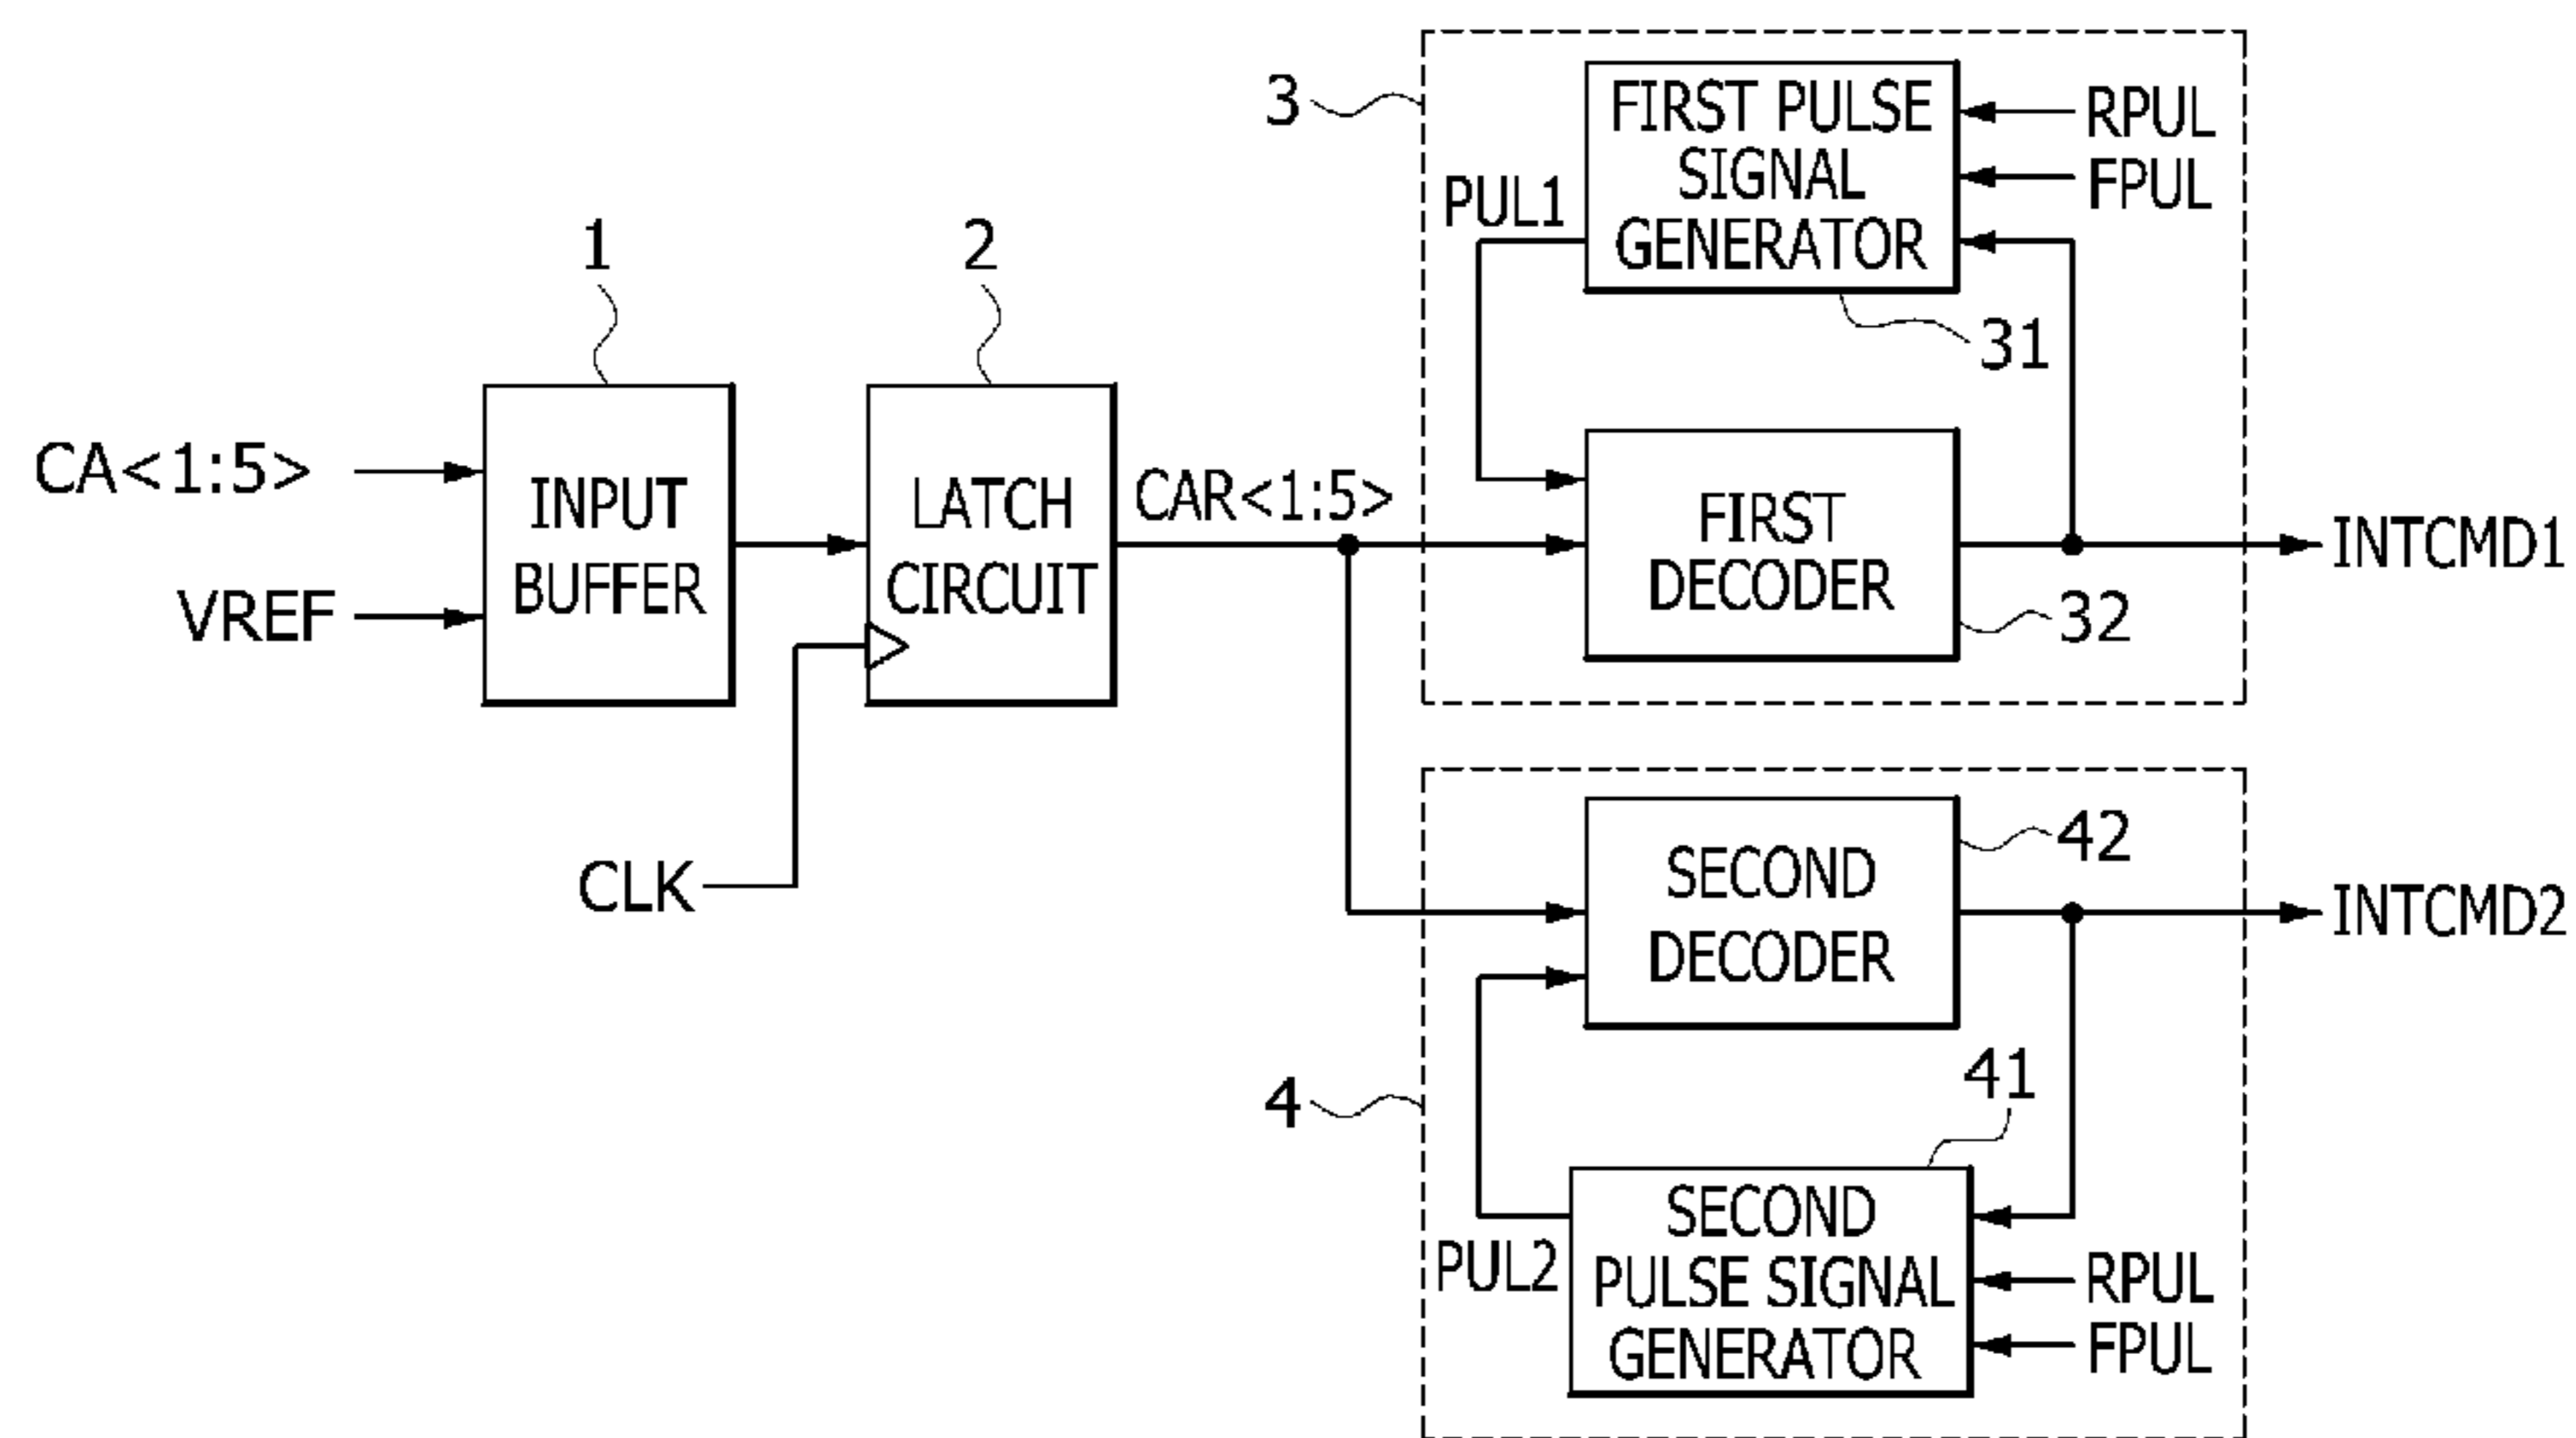 3
FIRST PULSE
SIGNAL
GENERATOR
RPUL
FPUL
PUL1
31
1
2
CA<1:5>
VREF
INPUT
BUFFER
LATCH
CIRCUIT
CAR<1:5>
CLK
FIRST
DECODER
32
INTCMD1
SECOND
DECODER
42
INTCMD2
4
41
PUL2
SECOND
PULSE SIGNAL
GENERATOR
RPUL
FPUL